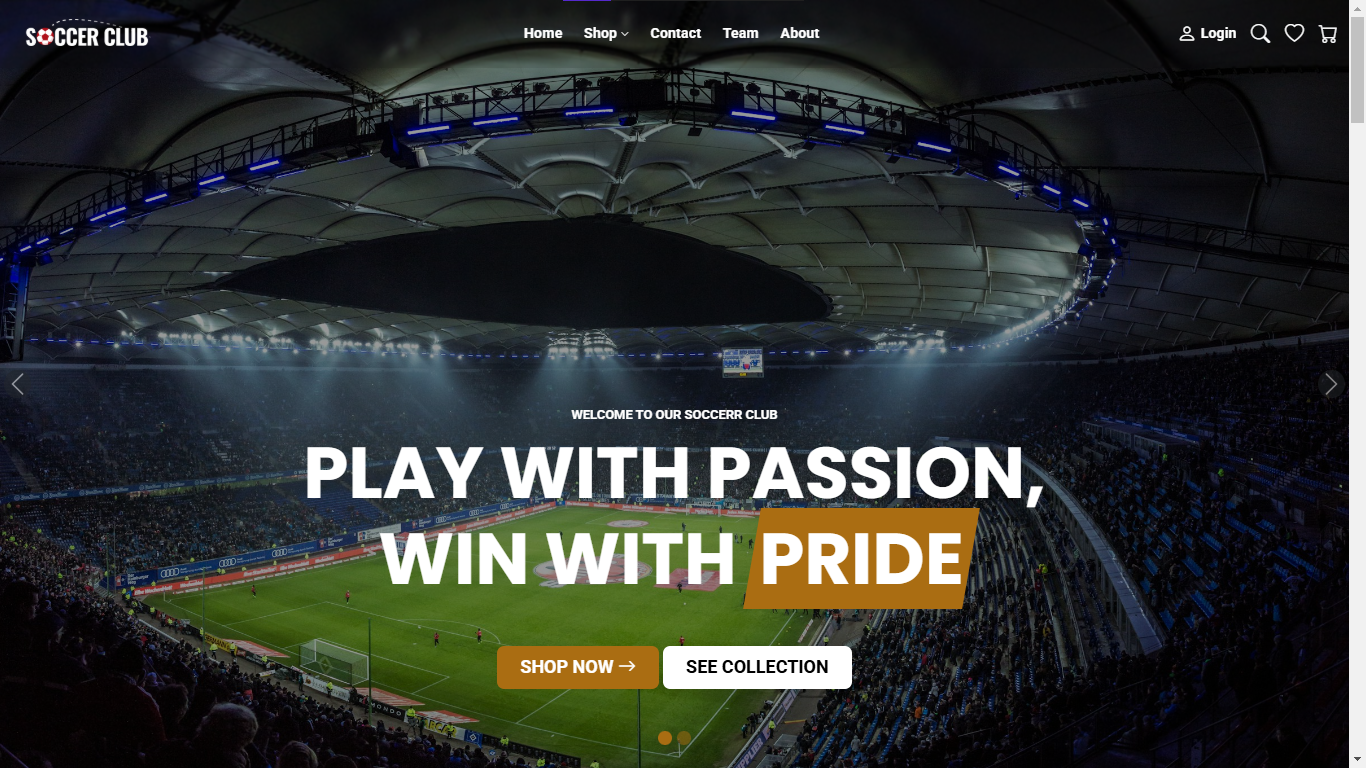 SOCCER CLUB
Home Shop Contact Team About
Login
WELCOME TO OUR SOCCERR CLUB
PLAY WITH PASSION,
WIN WITH PRIDE
SHOP NOW → SEE COLLECTION